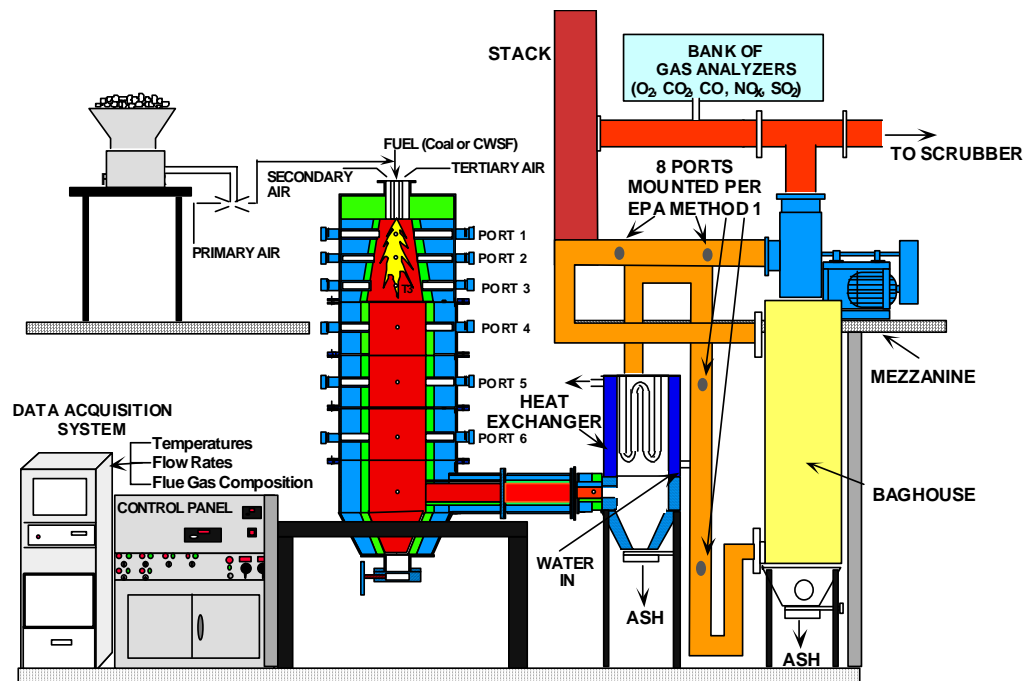 STACK
BANK OF
GAS ANALYZERS
(O2, CO2, CO, NOX, SO2)
TO SCRUBBER
FUEL (Coal or CWSF)
SECONDARY
AIR
TERTIARY AIR
8 PORTS
MOUNTED PER
EPA METHOD 1
PRIMARY AIR
PORT 1
PORT 2
PORT 3
T3
PORT 4
PORT 5
PORT 6
MEZZANINE
HEAT
EXCHANGER
DATA ACQUISITION
SYSTEM
Temperatures
Flow Rates
Flue Gas Composition
CONTROL PANEL
BAGHOUSE
WATER
IN
ASH
ASH